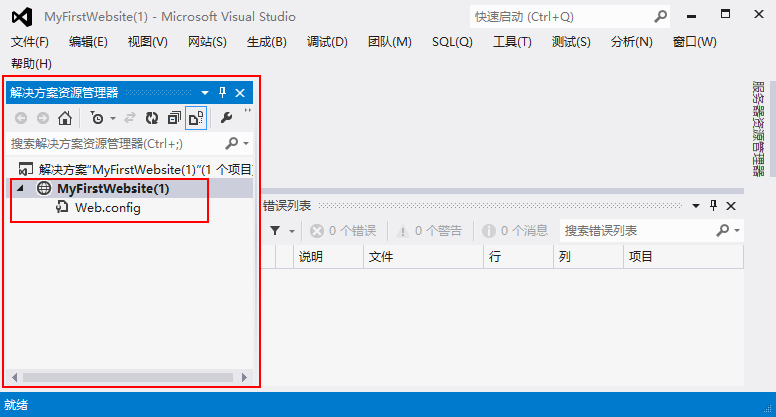 MyFirstWebsite(1) - Microsoft Visual Studio
快速启动 (Ctrl+Q)
文件(F) 编辑(E) 视图(V) 网站(S) 生成(B) 调试(D) 团队(M) SQL(Q) 工具(T) 测试(S) 分析(N) 窗口(W)
帮助(H)
解决方案资源管理器
搜索解决方案资源管理器(Ctrl+;)
解决方案"MyFirstWebsite(1)"(1 个项目)
MyFirstWebsite(1)
Web.config
服务器资源管理器
错误列表
0 个错误 0 个警告 0 个消息 搜索错误列表
说明 文件 行 列 项目
就绪